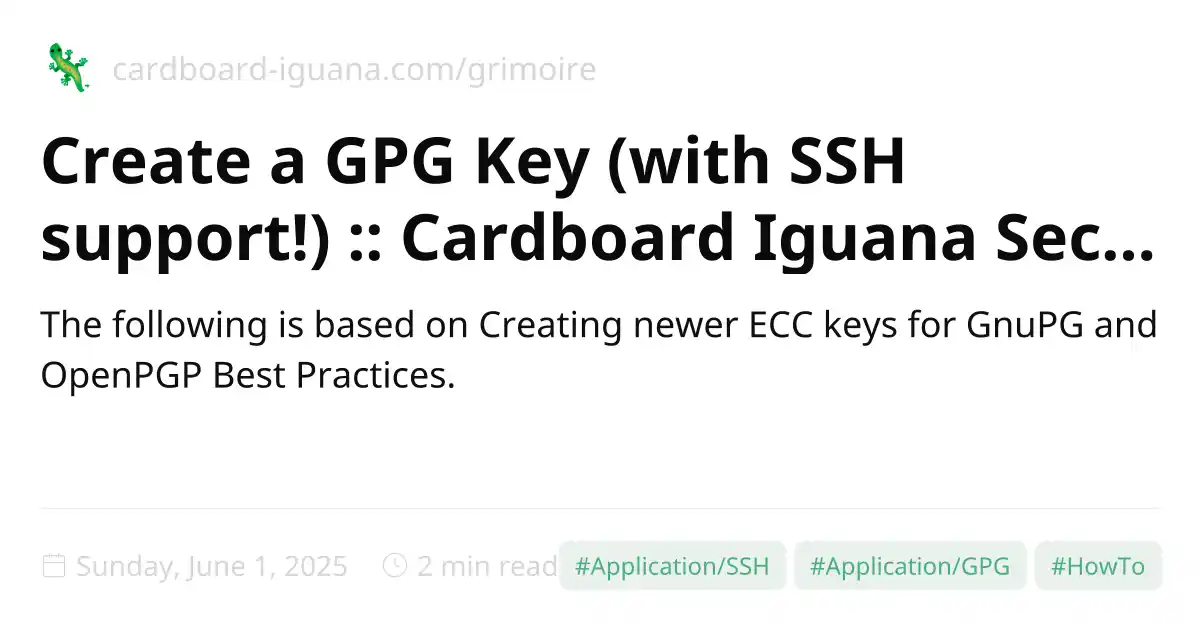 cardboard-iguana.com/grimoire
Create a GPG Key (with SSH
support!) :: Cardboard Iguana Sec...
The following is based on Creating newer ECC keys for GnuPG and
OpenPGP Best Practices.
Sunday, June 1, 2025 2 min read #Application/SSH #Application/GPG #HowTo